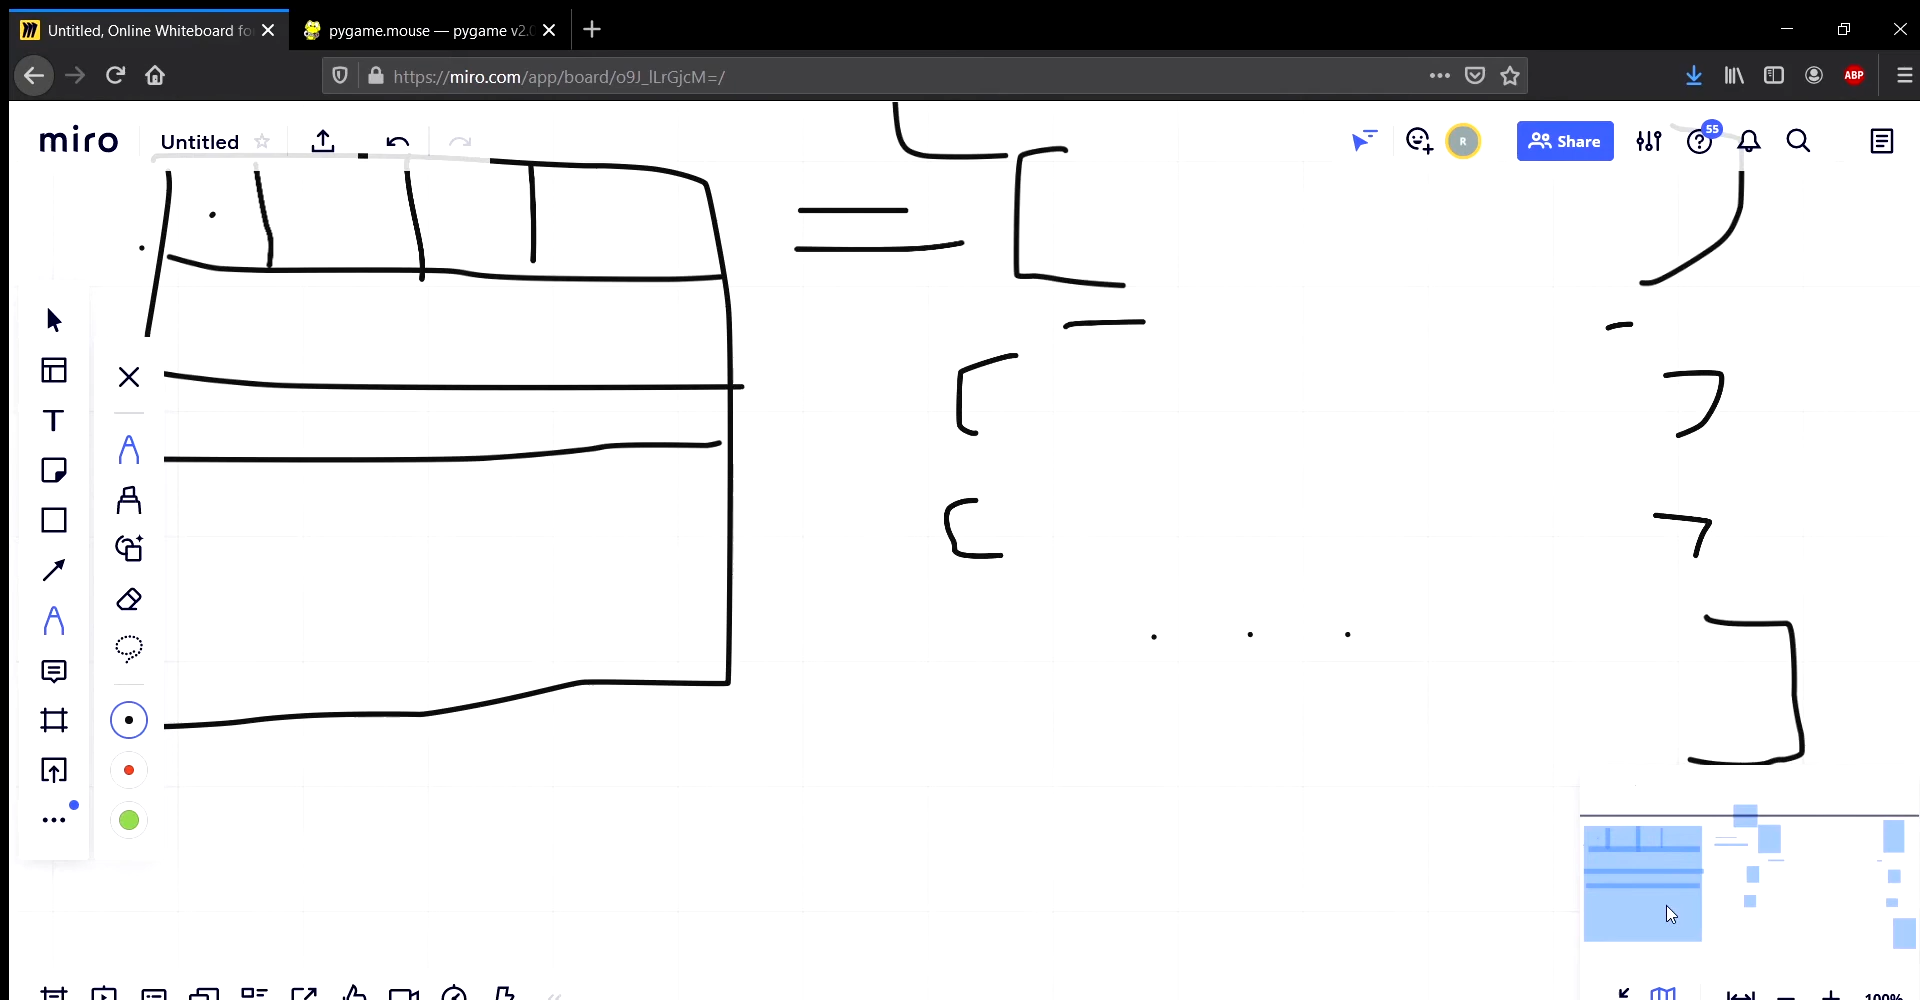 Untitled, Online Whiteboard fo
pygame.mouse — pygame v2.0
https://miro.com/app/board/o9J_lLrGjcM=/
ABP
miro
Untitled
R
Share
55
T
100%